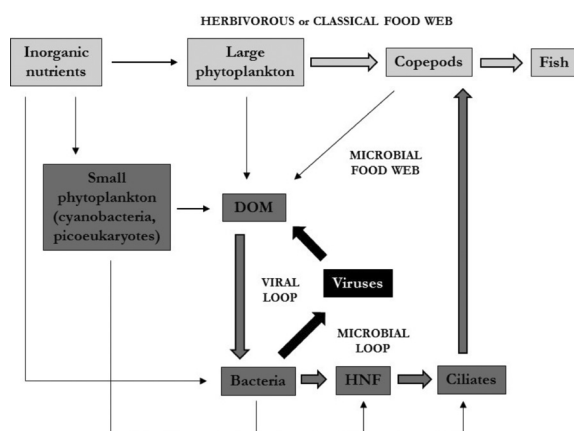 HERBIVOROUS or CLASSICAL FOOD WEB
Inorganic
nutrients
Large
phytoplankton
Copepods
Fish
MICROBIAL
FOOD WEB
Small
phytoplankton
(cyanobacteria,
picoeukaryotes)
DOM
VIRAL
LOOP
Viruses
MICROBIAL
LOOP
Bacteria
HNF
Ciliates